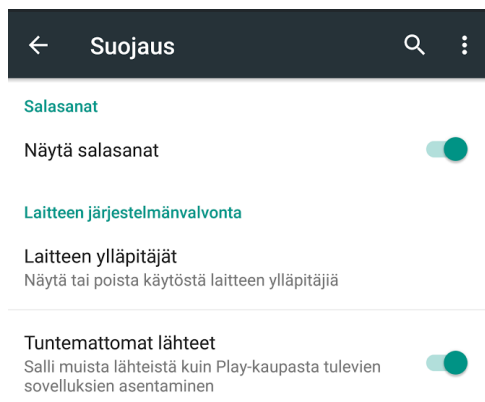 Suojaus
Salasanat
Näytä salasanat
Laitteen järjestelmänvalvonta
Laitteen ylläpitäjät
Näytä tai poista käytöstä laitteen ylläpitäjiä
Tuntemattomat lähteet
Salli muista lähteistä kuin Play-kaupasta tulevien
sovelluksien asentaminen